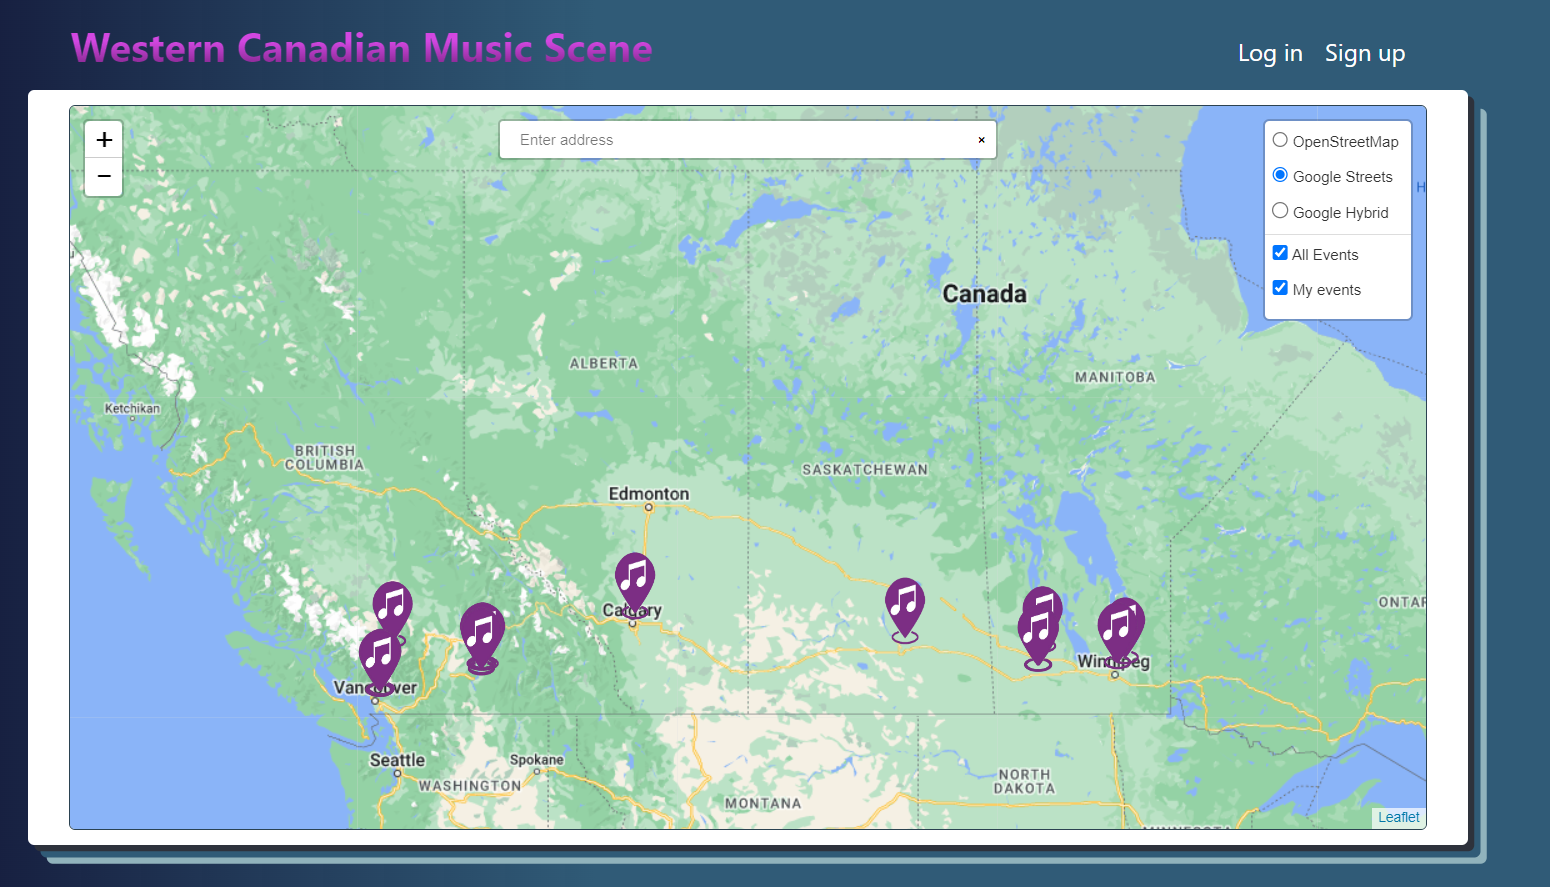 Western Canadian Music Scene
Log in
Sign up
+
−
Enter address
×
OpenStreetMap
Google Streets
Google Hybrid
All Events
My events
H
Canada
ALBERTA
MANITOBA
Ketchikan
BRITISH
COLUMBIA
SASKATCHEWAN
Edmonton
Calgary
ONTAR
Winnipeg
Vancouver
Seattle
Spokane
WASHINGTON
NORTH
DAKOTA
MONTANA
Leaflet
MINNESOTA